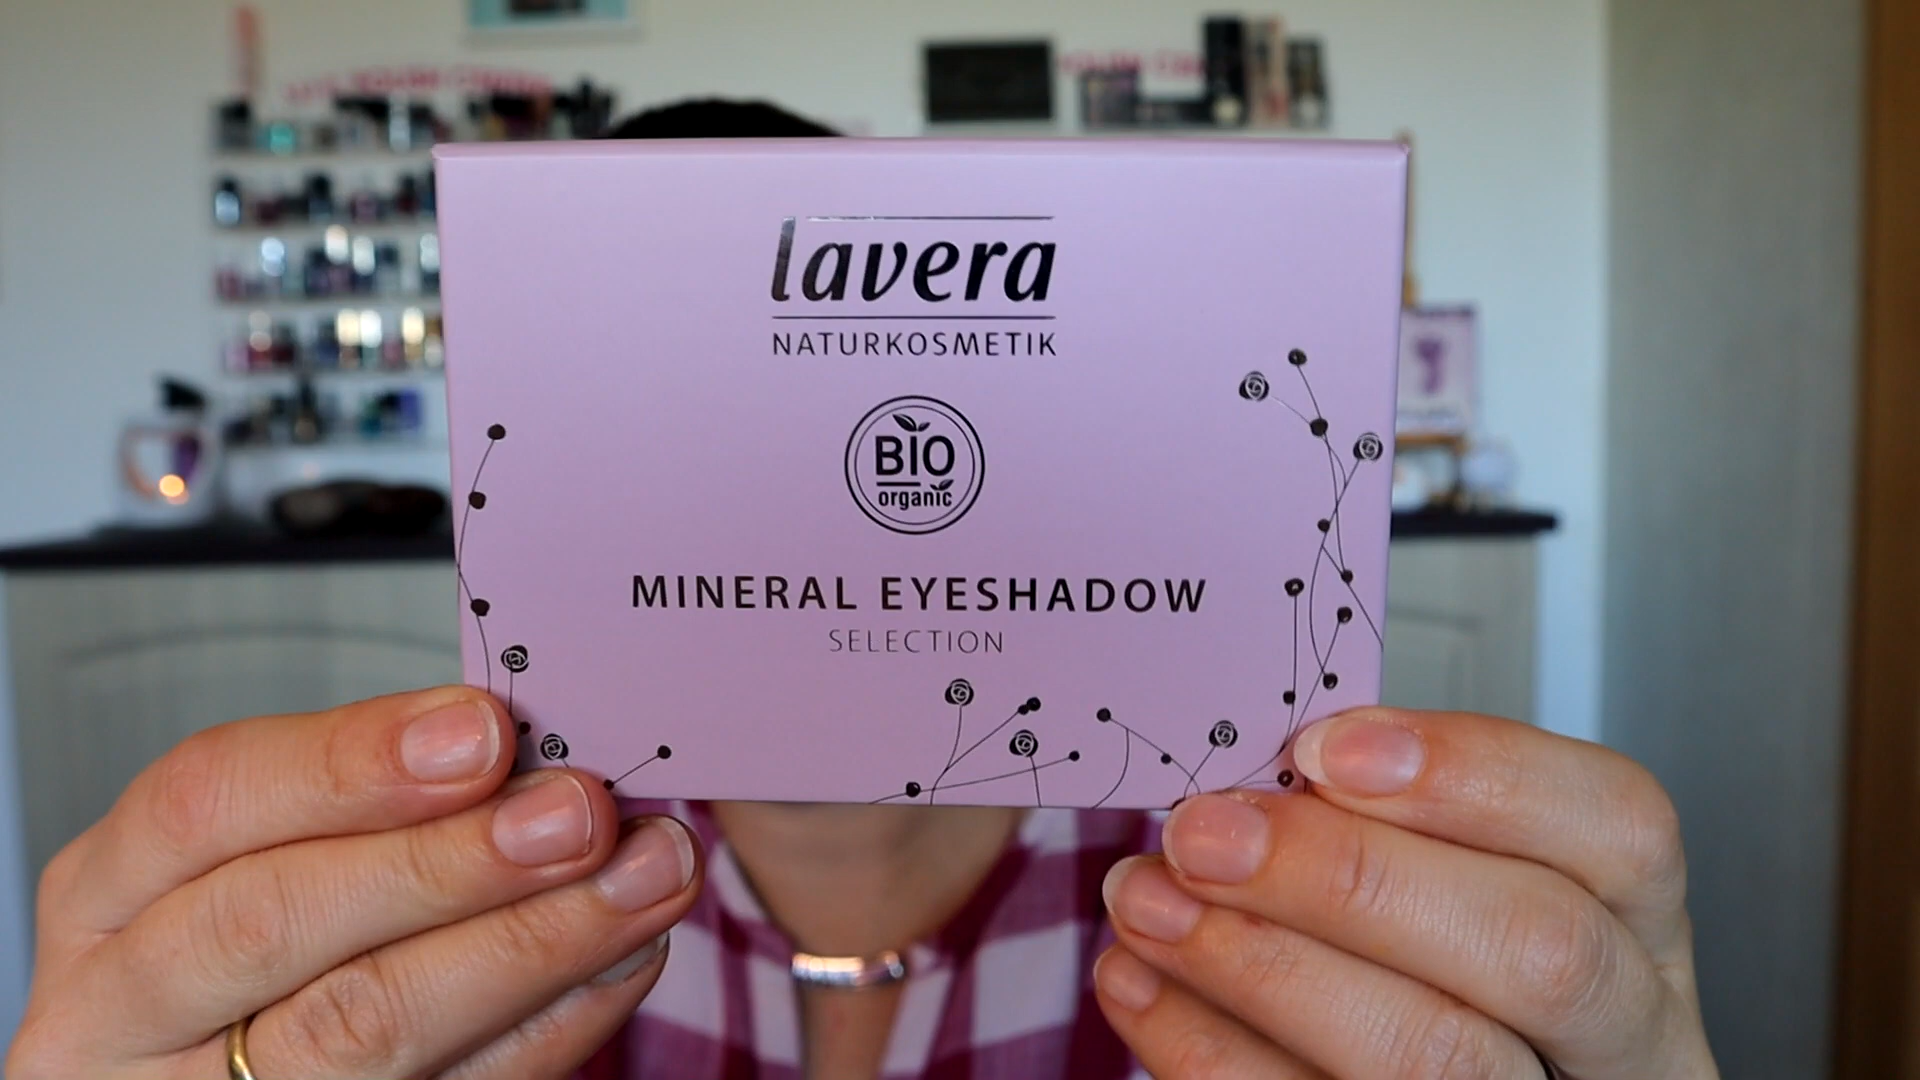 lavera
NATURKOSMETIK
BIO
organic
MINERAL EYESHADOW
SELECTION